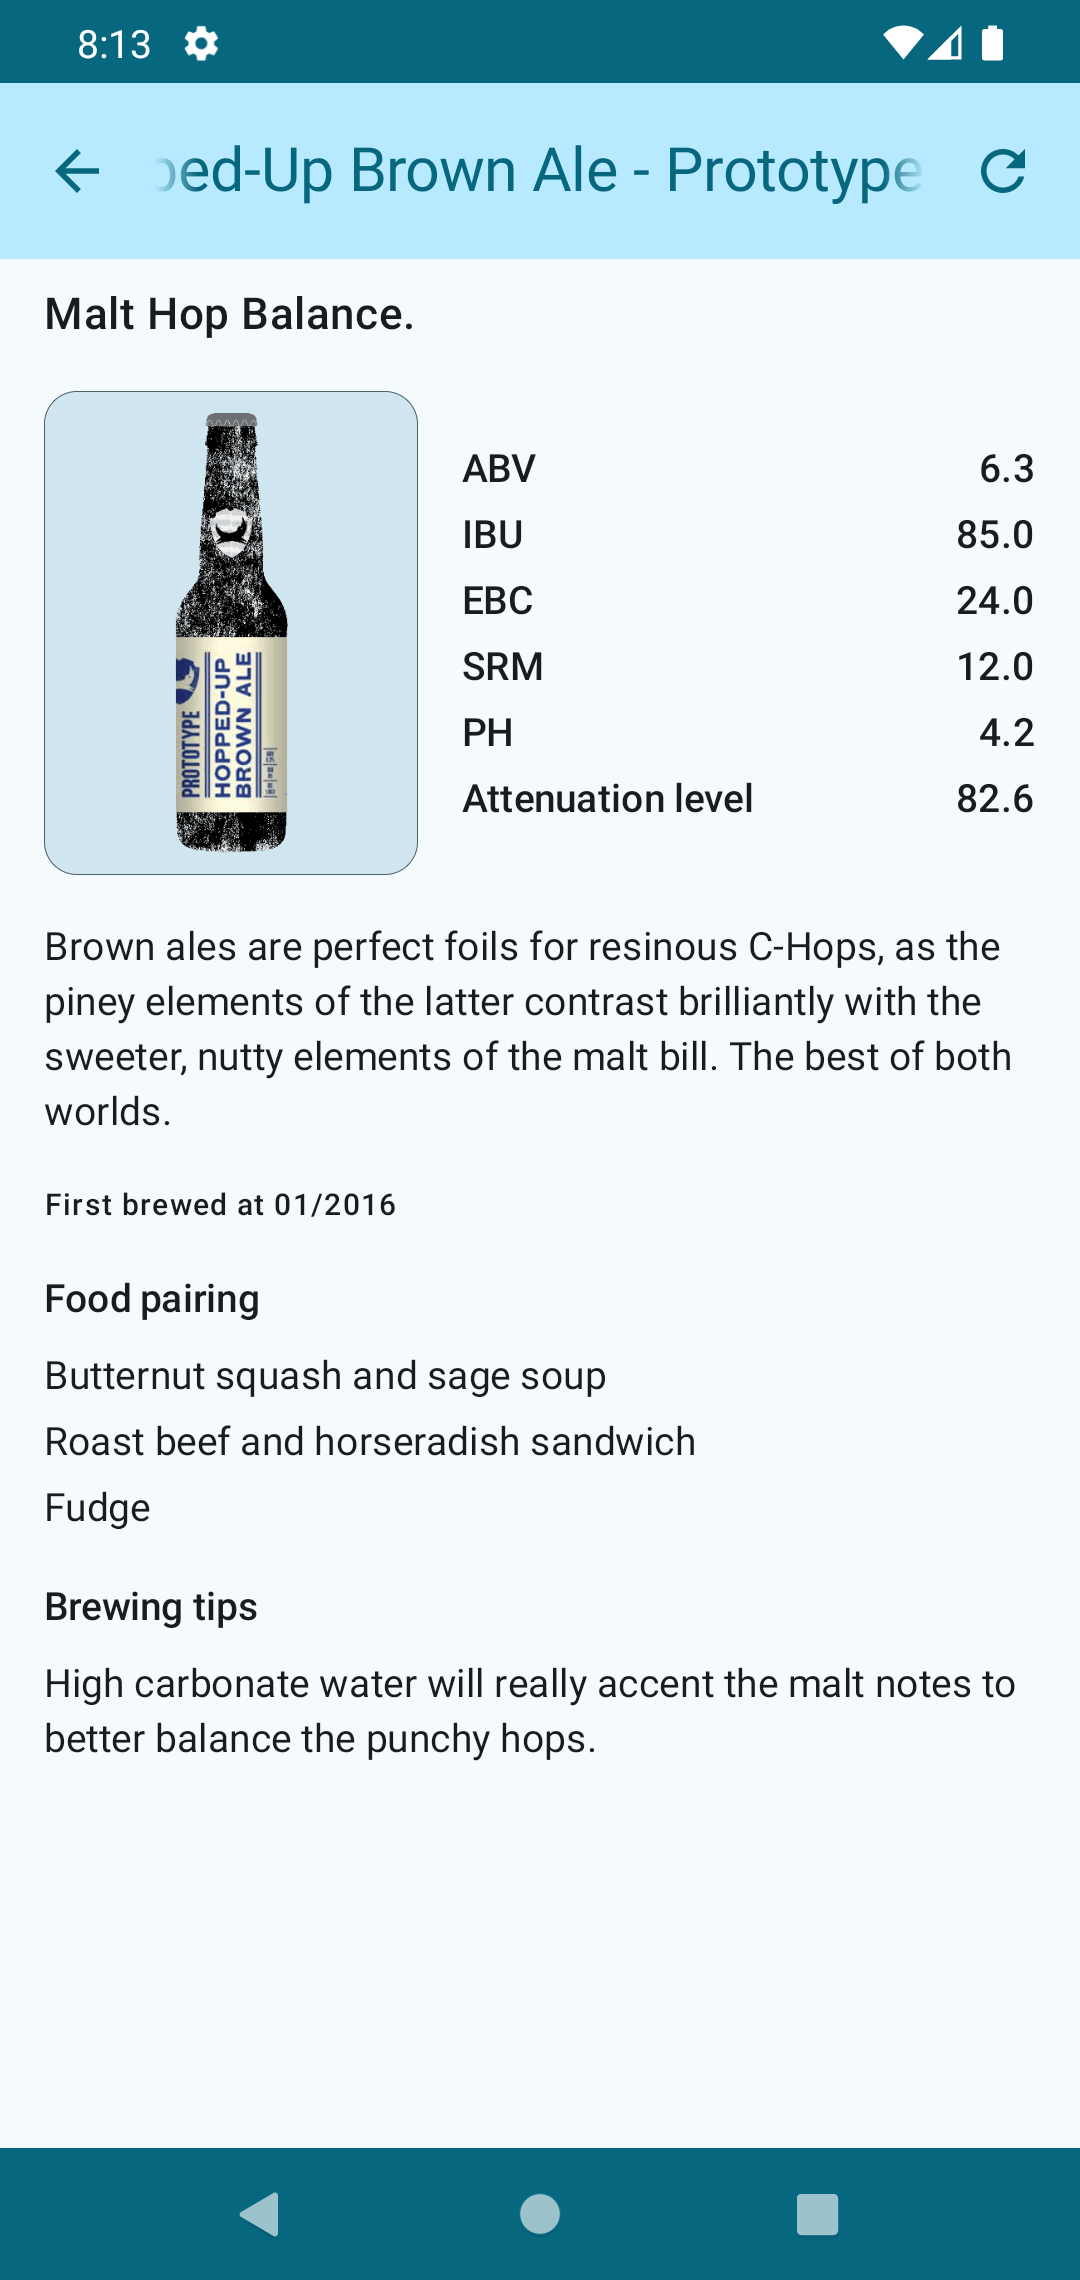 8:13
ped-Up Brown Ale - Prototype
Malt Hop Balance.
PROTOTYPE
HOPPED-UP
BROWN ALE
ABV 6.3
IBU 85.0
EBC 24.0
SRM 12.0
PH 4.2
Attenuation level 82.6
Brown ales are perfect foils for resinous C-Hops, as the
piney elements of the latter contrast brilliantly with the
sweeter, nutty elements of the malt bill. The best of both
worlds.
First brewed at 01/2016
Food pairing
Butternut squash and sage soup
Roast beef and horseradish sandwich
Fudge
Brewing tips
High carbonate water will really accent the malt notes to
better balance the punchy hops.